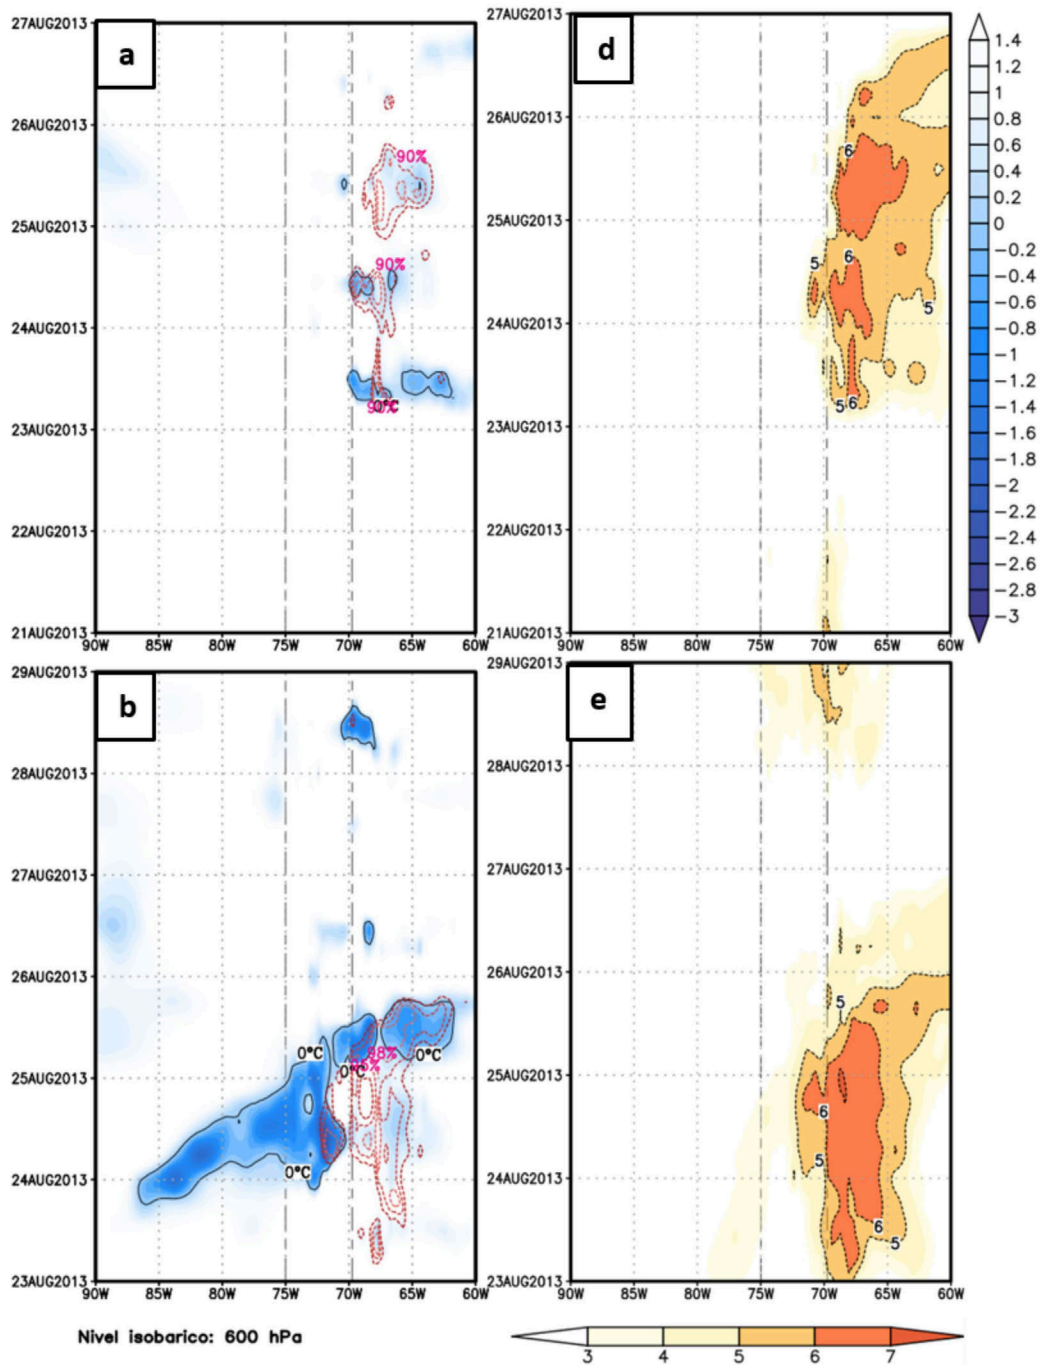 a
27AUG2013
26AUG2013
25AUG2013
24AUG2013
23AUG2013
22AUG2013
21AUG2013
90W 85W 80W 75W 70W 65W 60W
90%
90%
0°C
d
27AUG2013
26AUG2013
25AUG2013
24AUG2013
23AUG2013
22AUG2013
21AUG2013
90W 85W 80W 75W 70W 65W 60W
6
5 6
5
5 6
1.4
1.2
1
0.8
0.6
0.4
0.2
0
-0.2
-0.4
-0.6
-0.8
-1
-1.2
-1.4
-1.6
-1.8
-2
-2.2
-2.4
-2.6
-2.8
-3
b
29AUG2013
28AUG2013
27AUG2013
26AUG2013
25AUG2013
24AUG2013
23AUG2013
90W 85W 80W 75W 70W 65W 60W
0°C 98% 0°C
0°C
0°C
e
29AUG2013
28AUG2013
27AUG2013
26AUG2013
25AUG2013
24AUG2013
23AUG2013
90W 85W 80W 75W 70W 65W 60W
5
6
5
6
5
Nivel isobarico: 600 hPa
3 4 5 6 7